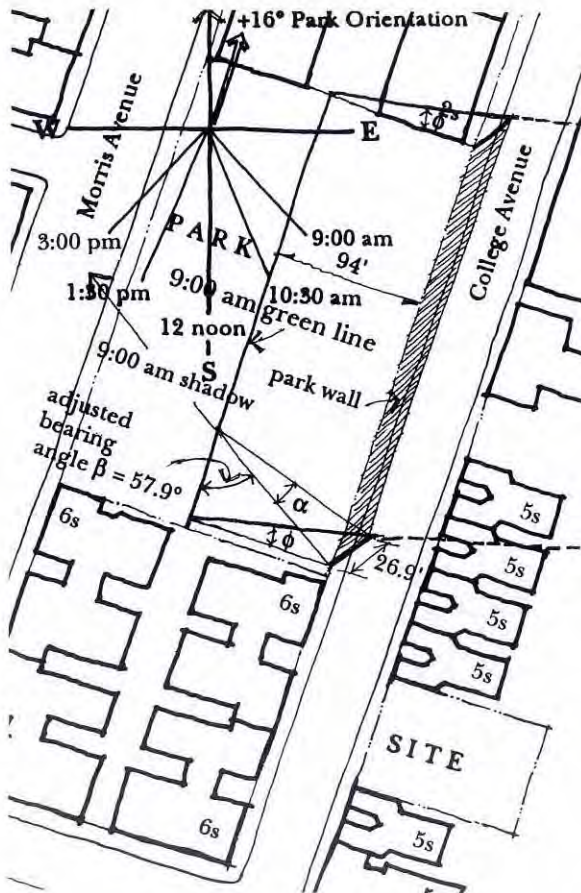 +16° Park Orientation
Morris Avenue
W
E
ϕ
College Avenue
PARK
3:00 pm
9:00 am
94'
1:30 pm
10:30 am
9:00 am green line
12 noon
S
9:00 am shadow
park wall
adjusted
bearing
angle β = 57.9°
α
6s
ϕ
26.9'
6s
5s
5s
5s
5s
SITE
6s
5s